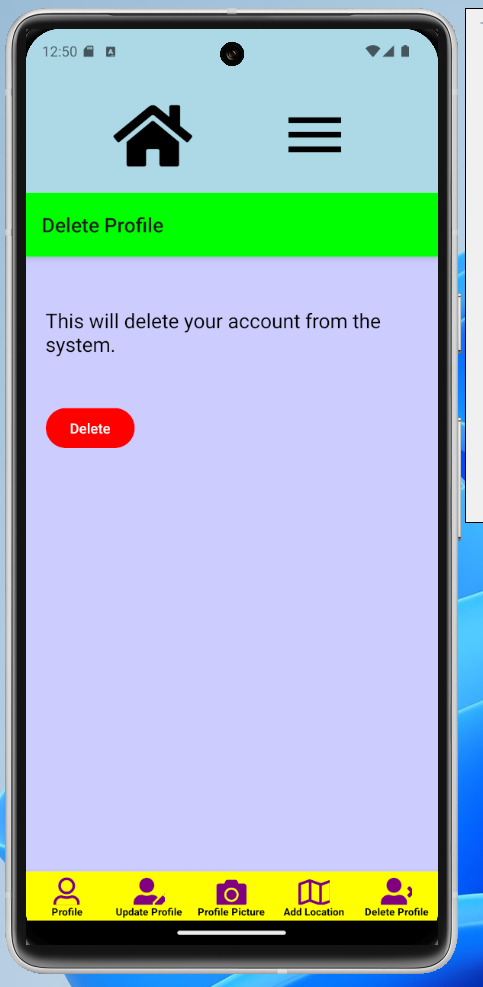 12:50
A
Delete Profile
This will delete your account from the
system.
Delete
Profile
Update Profile
Profile Picture
Add Location
Delete Profile